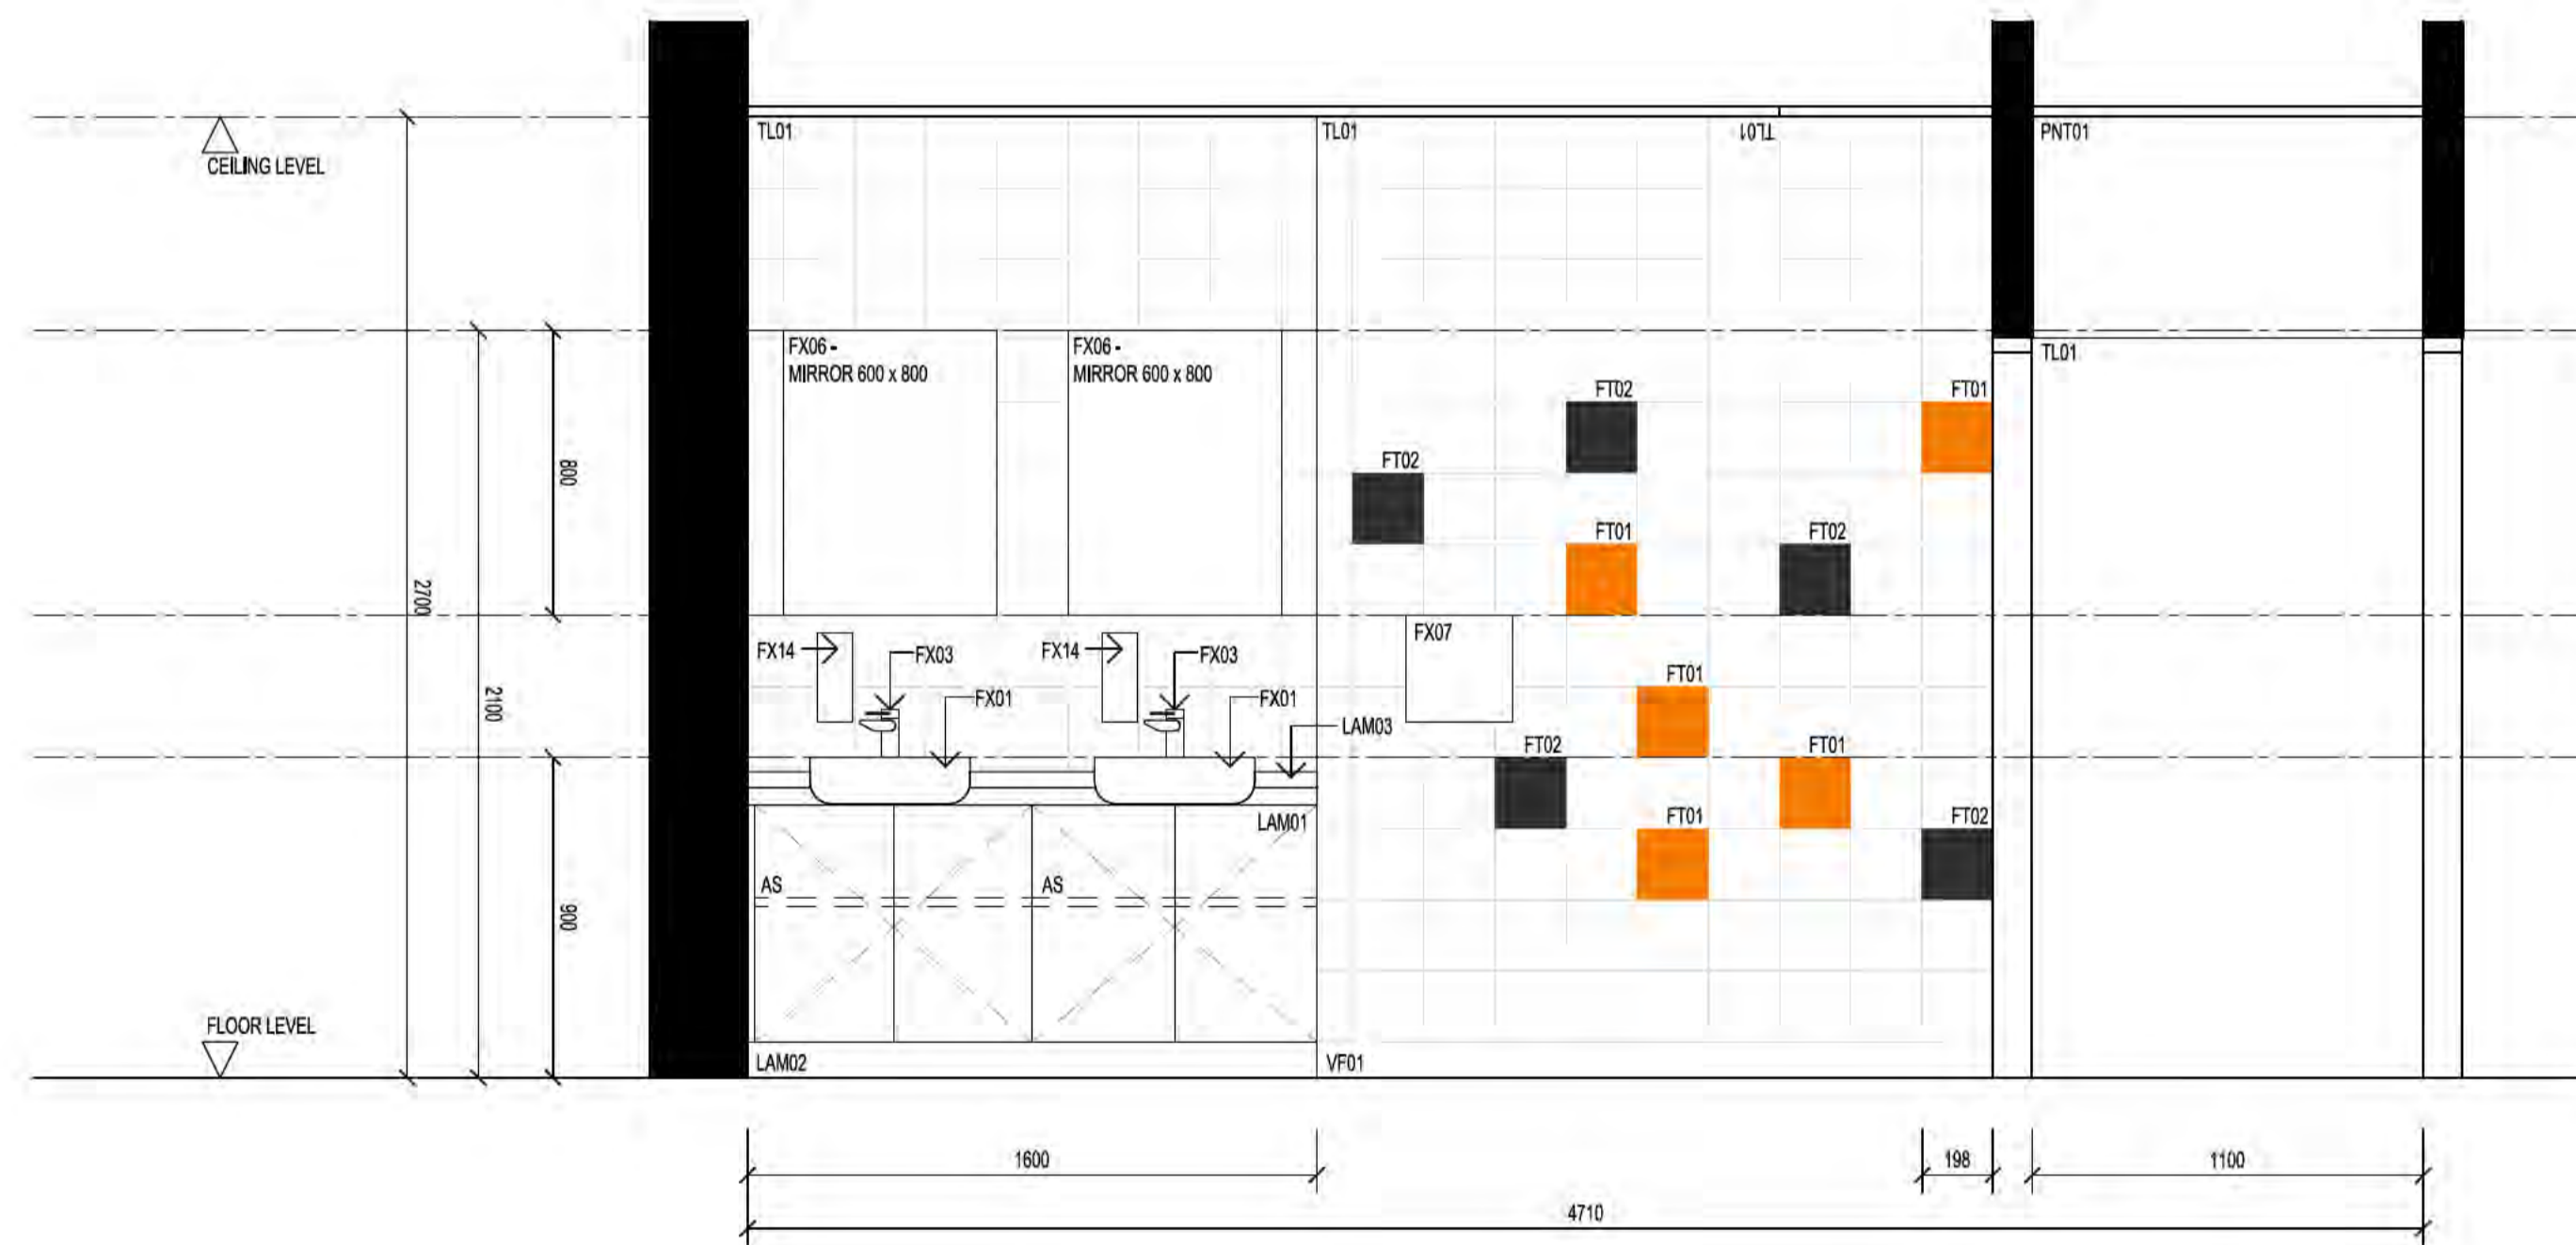 TL01
TL01
TL01
PNT01
CEILING LEVEL
FX06 -
MIRROR 600 x 800
FX06 -
MIRROR 600 x 800
TL01
FT02
FT01
FT02
800
FT01
FT02
2700
FX07
FX14
FX03
FX14
FX03
FT01
2100
FX01
FX01
LAM03
FT02
FT01
LAM01
FT01
FT02
AS
AS
900
FLOOR LEVEL
LAM02
VF01
1600
198
1100
4710